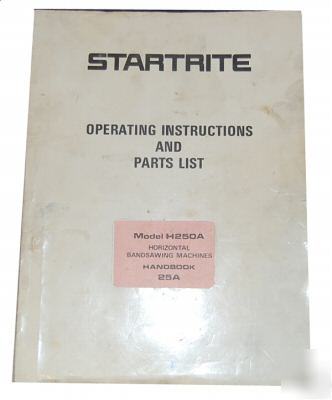 STARTRITE
OPERATING INSTRUCTIONS
AND
PARTS LIST
Model H250A
HORIZONTAL
BANDSAWING MACHINES
HANDBOOK
25A